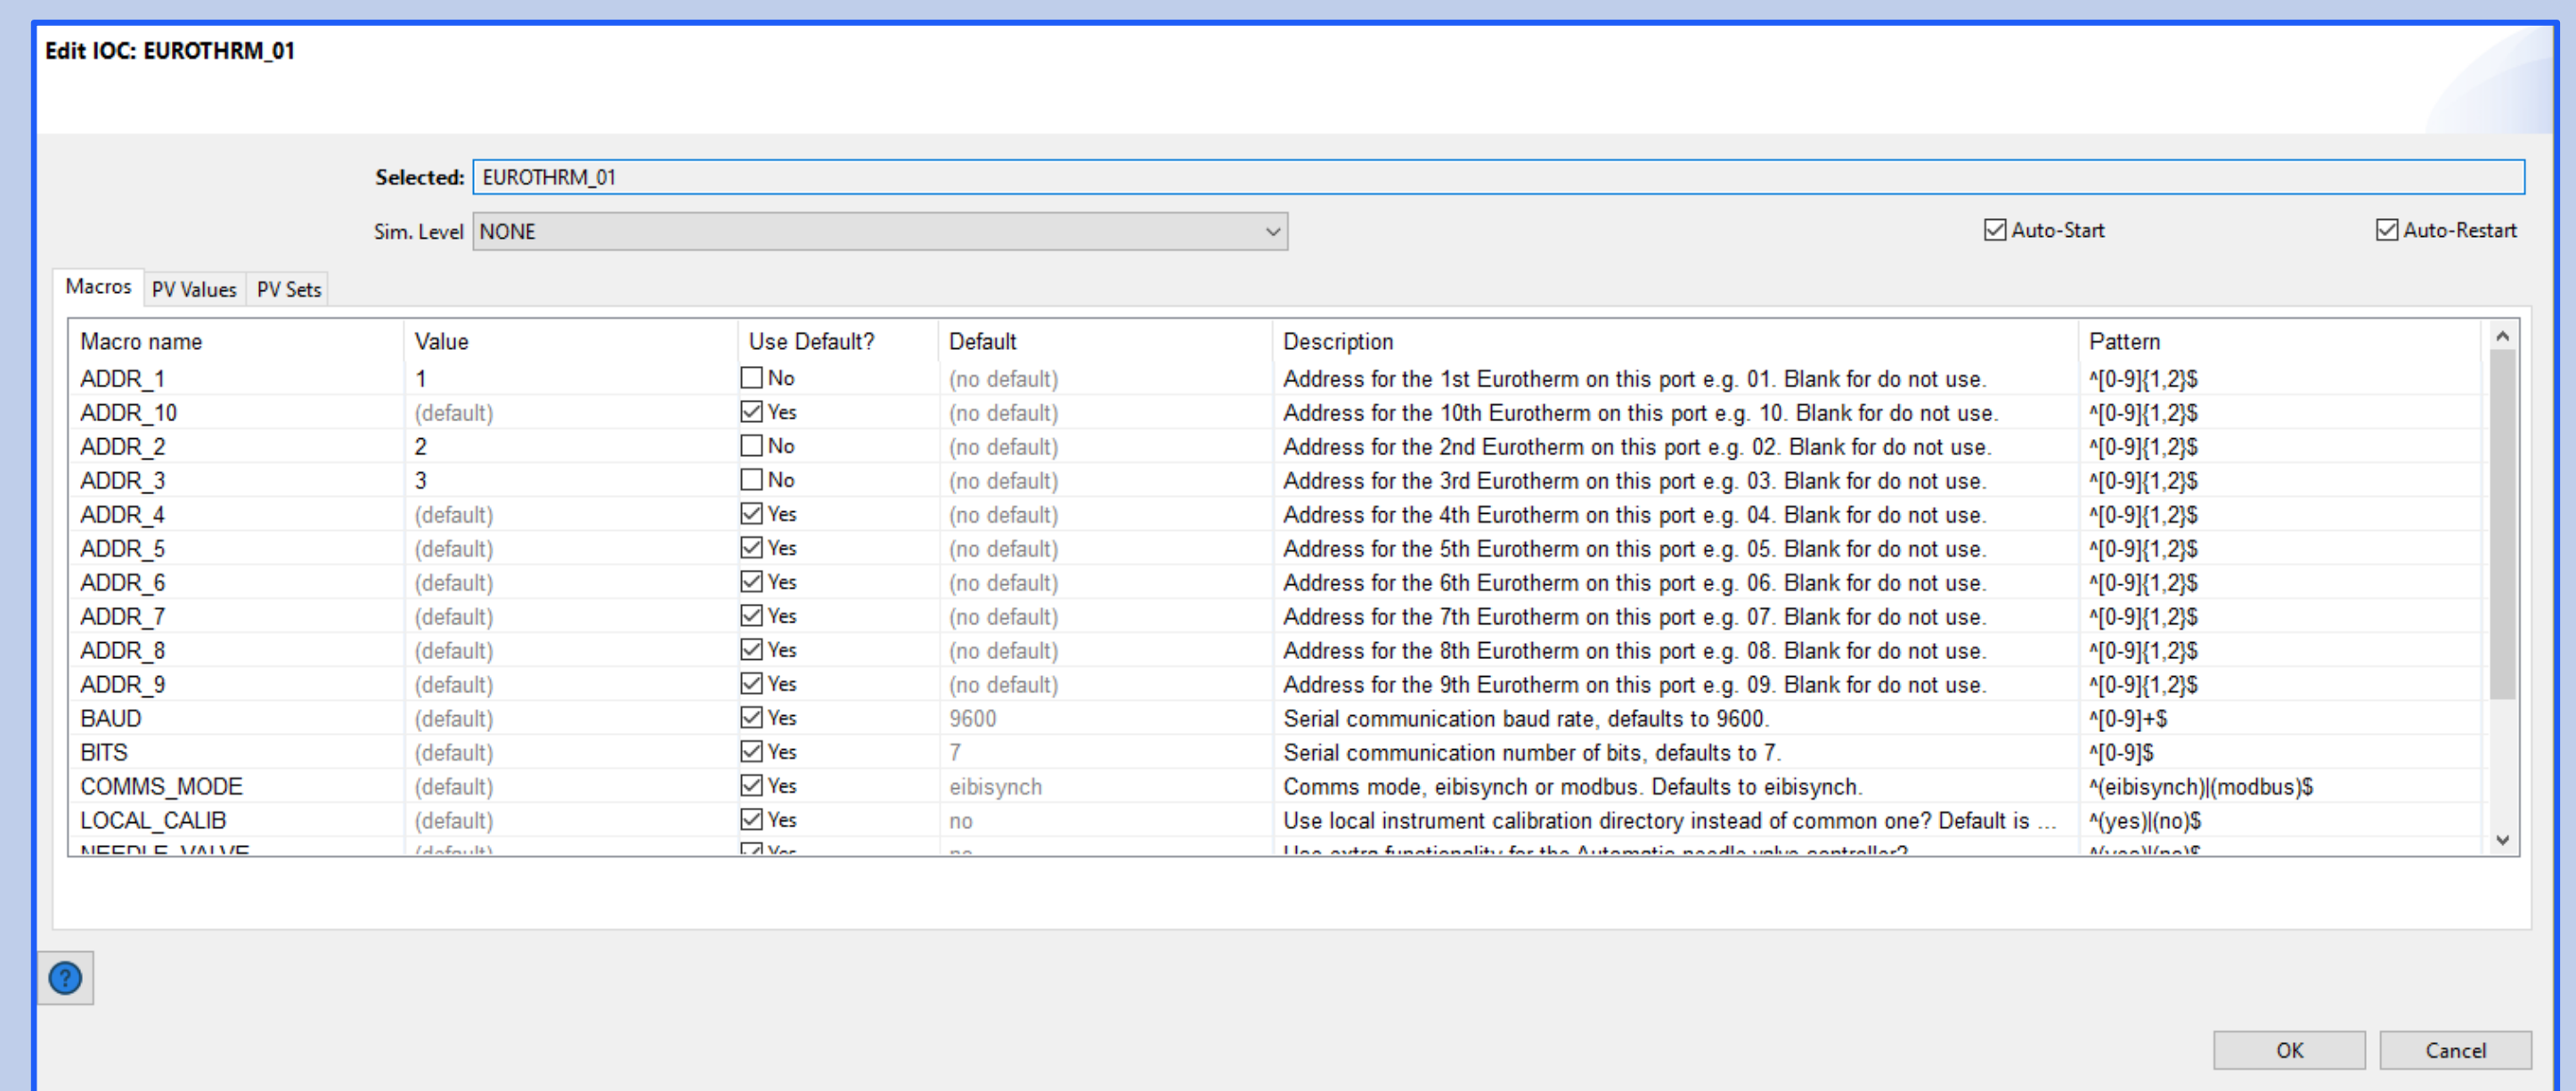 Edit IOC: EUROTHRM_01
Selected: EUROTHRM_01
Sim. Level NONE Auto-Start Auto-Restart
Macros PV Values PV Sets
Macro name Value Use Default? Default Description Pattern
ADDR_1 1 No (no default) Address for the 1st Eurotherm on this port e.g. 01. Blank for do not use. ^[0-9]{1,2}$
ADDR_10 (default) Yes (no default) Address for the 10th Eurotherm on this port e.g. 10. Blank for do not use. ^[0-9]{1,2}$
ADDR_2 2 No (no default) Address for the 2nd Eurotherm on this port e.g. 02. Blank for do not use. ^[0-9]{1,2}$
ADDR_3 3 No (no default) Address for the 3rd Eurotherm on this port e.g. 03. Blank for do not use. ^[0-9]{1,2}$
ADDR_4 (default) Yes (no default) Address for the 4th Eurotherm on this port e.g. 04. Blank for do not use. ^[0-9]{1,2}$
ADDR_5 (default) Yes (no default) Address for the 5th Eurotherm on this port e.g. 05. Blank for do not use. ^[0-9]{1,2}$
ADDR_6 (default) Yes (no default) Address for the 6th Eurotherm on this port e.g. 06. Blank for do not use. ^[0-9]{1,2}$
ADDR_7 (default) Yes (no default) Address for the 7th Eurotherm on this port e.g. 07. Blank for do not use. ^[0-9]{1,2}$
ADDR_8 (default) Yes (no default) Address for the 8th Eurotherm on this port e.g. 08. Blank for do not use. ^[0-9]{1,2}$
ADDR_9 (default) Yes (no default) Address for the 9th Eurotherm on this port e.g. 09. Blank for do not use. ^[0-9]{1,2}$
BAUD (default) Yes 9600 Serial communication baud rate, defaults to 9600. ^[0-9]+$
BITS (default) Yes 7 Serial communication number of bits, defaults to 7. ^[0-9]$
COMMS_MODE (default) Yes eibisynch Comms mode, eibisynch or modbus. Defaults to eibisynch. ^(eibisynch)|(modbus)$
LOCAL_CALIB (default) Yes no Use local instrument calibration directory instead of common one? Default is ... ^(yes)|(no)$
NEEDLE_VALVE (default) Yes no Use extra functionality for the Automatic needle valve controller? ^(yes)|(no)$
?
OK Cancel